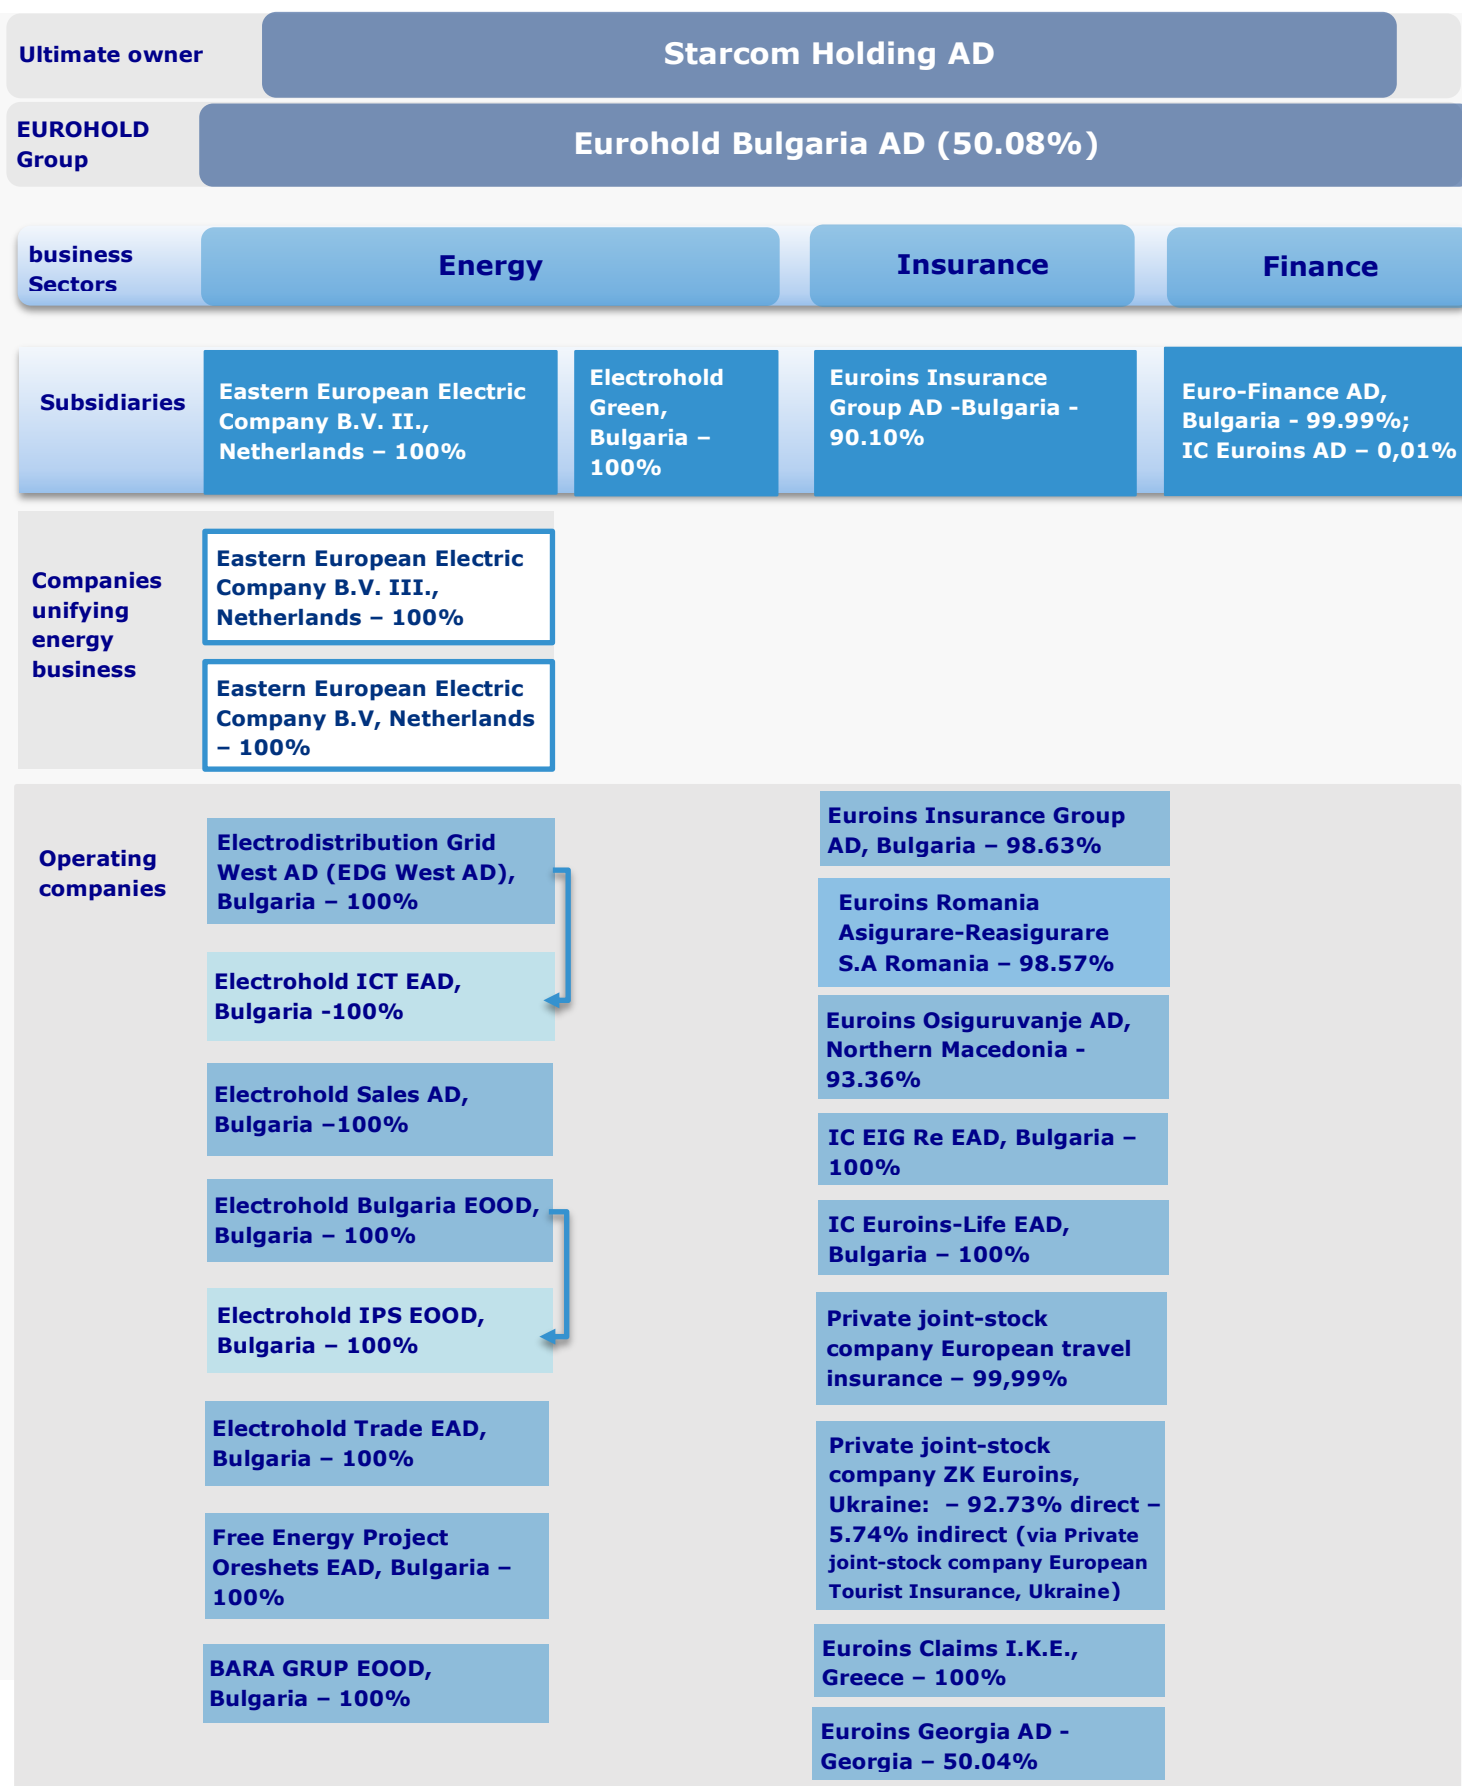 Ultimate owner
Starcom Holding AD
EUROHOLD
Group
Eurohold Bulgaria AD (50.08%)
business
Sectors
Energy
Insurance
Finance
Subsidiaries
Eastern European Electric
Company B.V. II.,
Netherlands – 100%
Electrohold
Green,
Bulgaria –
100%
Euroins Insurance
Group AD -Bulgaria -
90.10%
Euro-Finance AD,
Bulgaria - 99.99%;
IC Euroins AD – 0,01%
Companies
unifying
energy
business
Eastern European Electric
Company B.V. III.,
Netherlands – 100%
Eastern European Electric
Company B.V, Netherlands
– 100%
Operating
companies
Electrodistribution Grid
West AD (EDG West AD),
Bulgaria – 100%
Electrohold ICT EAD,
Bulgaria -100%
Electrohold Sales AD,
Bulgaria –100%
Electrohold Bulgaria EOOD,
Bulgaria – 100%
Electrohold IPS EOOD,
Bulgaria – 100%
Electrohold Trade EAD,
Bulgaria – 100%
Free Energy Project
Oreshets EAD, Bulgaria –
100%
BARA GRUP EOOD,
Bulgaria – 100%
Euroins Insurance Group
AD, Bulgaria – 98.63%
Euroins Romania
Asigurare-Reasigurare
S.A Romania – 98.57%
Euroins Osiguruvanje AD,
Northern Macedonia -
93.36%
IC EIG Re EAD, Bulgaria –
100%
IC Euroins-Life EAD,
Bulgaria – 100%
Private joint-stock
company European travel
insurance – 99,99%
Private joint-stock
company ZK Euroins,
Ukraine:  – 92.73% direct –
5.74% indirect (via Private
joint-stock company European
Tourist Insurance, Ukraine)
Euroins Claims I.K.E.,
Greece – 100%
Euroins Georgia AD -
Georgia – 50.04%